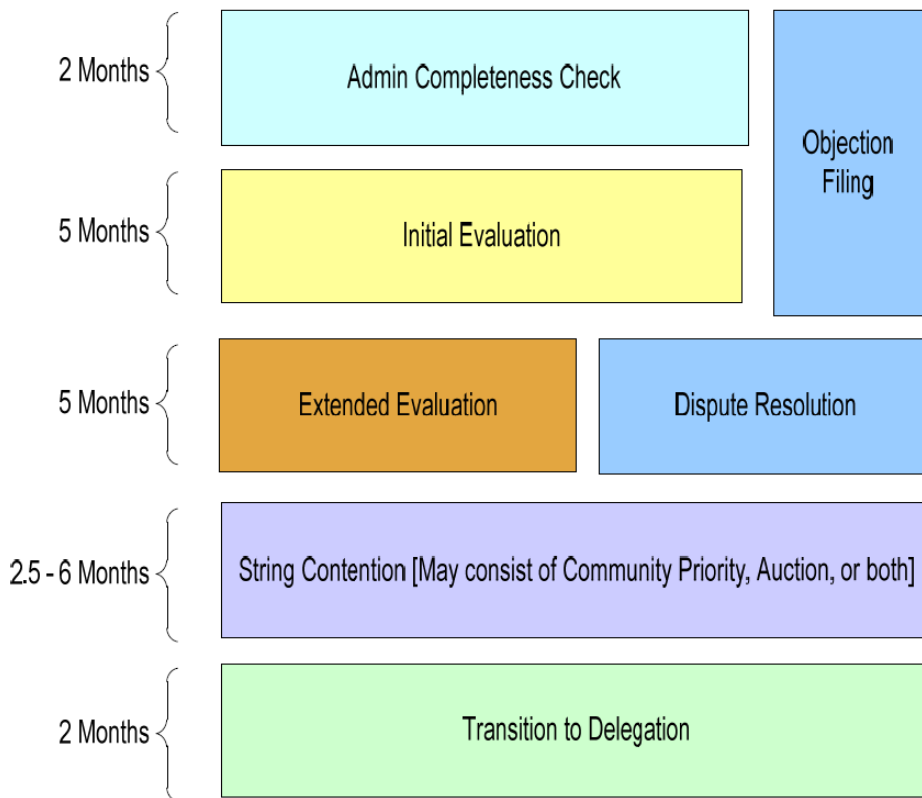 2 Months
Admin Completeness Check
Objection
Filing
5 Months
Initial Evaluation
5 Months
Extended Evaluation
Dispute Resolution
2.5 - 6 Months
String Contention [May consist of Community Priority, Auction, or both]
2 Months
Transition to Delegation